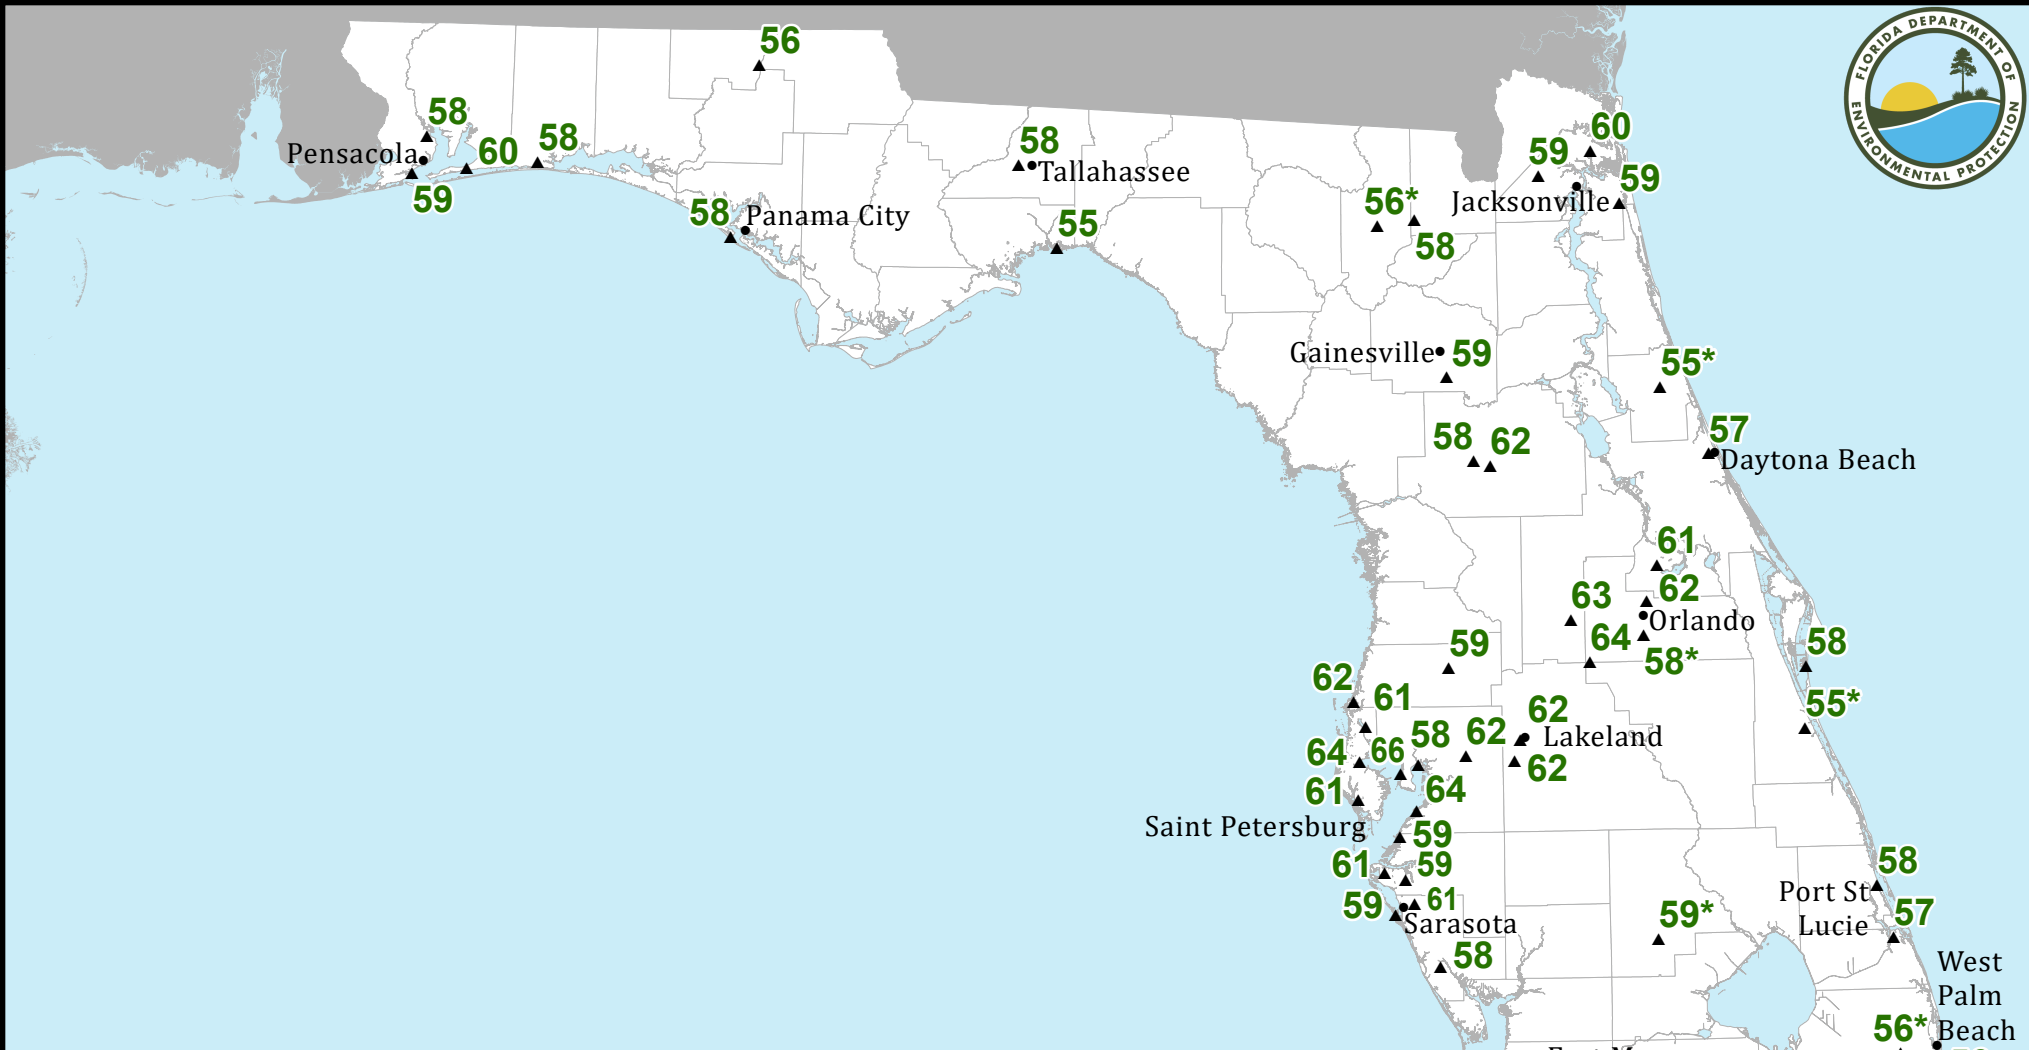 FLORIDA DEPARTMENT OF
ENVIRONMENTAL PROTECTION
56
58
Pensacola
60
58
59
58
Tallahassee
58
Panama City
55
60
59
59
Jacksonville
56*
58
Gainesville
59
55*
57
Daytona Beach
58
62
61
62
63
Orlando
64
58*
58
59
62
61
55*
62
Lakeland
62
62
58
66
64
61
64
Saint Petersburg
59
59
61
61
59
Sarasota
58
59*
58
Port St
Lucie
57
West
Palm
Beach
56*